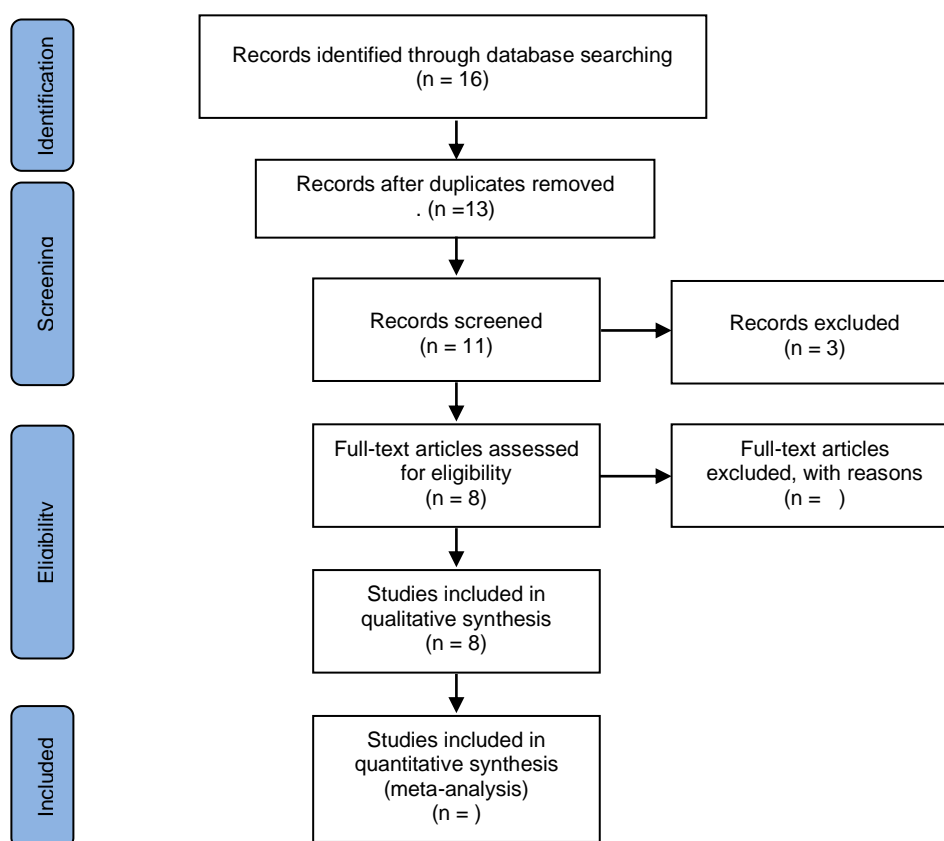 Identification
Records identified through database searching
(n = 16)
Records after duplicates removed
. (n =13)
Screening
Records screened
(n = 11)
Records excluded
(n = 3)
Eligibility
Full-text articles assessed
for eligibility
(n = 8)
Full-text articles
excluded, with reasons
(n =   )
Studies included in
qualitative synthesis
(n = 8)
Included
Studies included in
quantitative synthesis
(meta-analysis)
(n = )